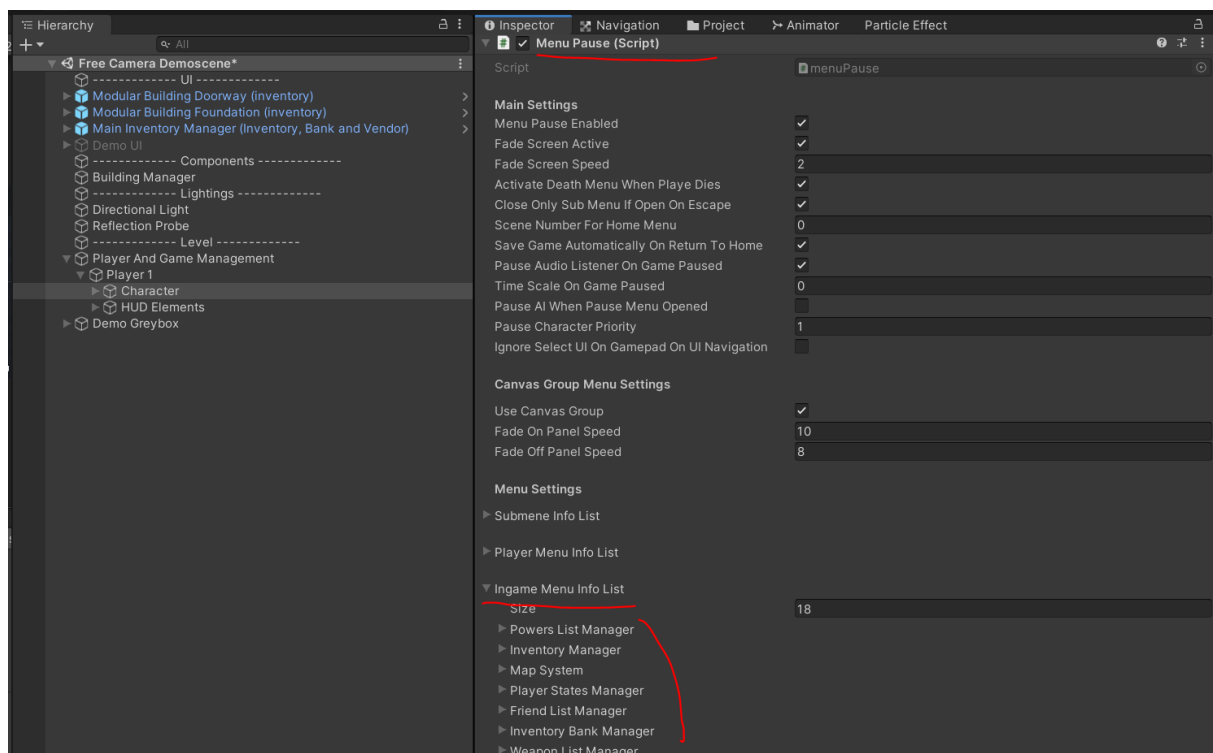 Hierarchy
All
Free Camera Demoscene*
------------- UI -------------
Modular Building Doorway (inventory)
Modular Building Foundation (inventory)
Main Inventory Manager (Inventory, Bank and Vendor)
Demo UI
------------- Components -------------
Building Manager
------------- Lightings -------------
Directional Light
Reflection Probe
------------- Level -------------
Player And Game Management
Player 1
Character
HUD Elements
Demo Greybox
Inspector Navigation Project Animator Particle Effect
# Menu Pause (Script)
Script menuPause
Main Settings
Menu Pause Enabled
Fade Screen Active
Fade Screen Speed 2
Activate Death Menu When Playe Dies
Close Only Sub Menu If Open On Escape
Scene Number For Home Menu 0
Save Game Automatically On Return To Home
Pause Audio Listener On Game Paused
Time Scale On Game Paused 0
Pause AI When Pause Menu Opened
Pause Character Priority 1
Ignore Select UI On Gamepad On UI Navigation
Canvas Group Menu Settings
Use Canvas Group
Fade On Panel Speed 10
Fade Off Panel Speed 8
Menu Settings
Submene Info List
Player Menu Info List
Ingame Menu Info List
Size 18
Powers List Manager
Inventory Manager
Map System
Player States Manager
Friend List Manager
Inventory Bank Manager
Weapon List Manager